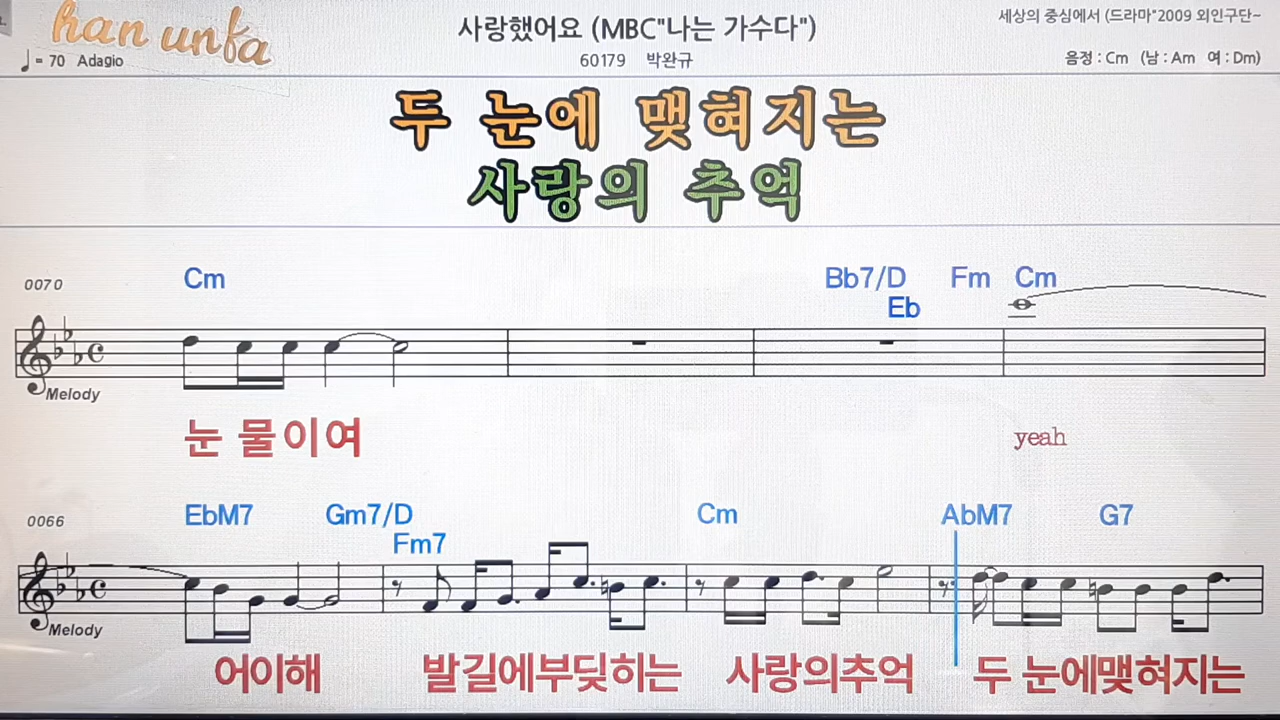 han unfa
♩= 70 Adagio
사랑했어요 (MBC"나는 가수다")
60179 박완규
세상의 중심에서 (드라마"2009 외인구단~
음정 : Cm (남 : Am 여 : Dm)
두 눈에 맺혀지는
사랑의 추억
0070
Cm
Bb7/D Fm Cm
Eb
Melody
눈 물이여
yeah
0066
EbM7 Gm7/D Cm AbM7 G7
Fm7
Melody
어이해 발길에부딪히는 사랑의추억 두 눈에맺혀지는